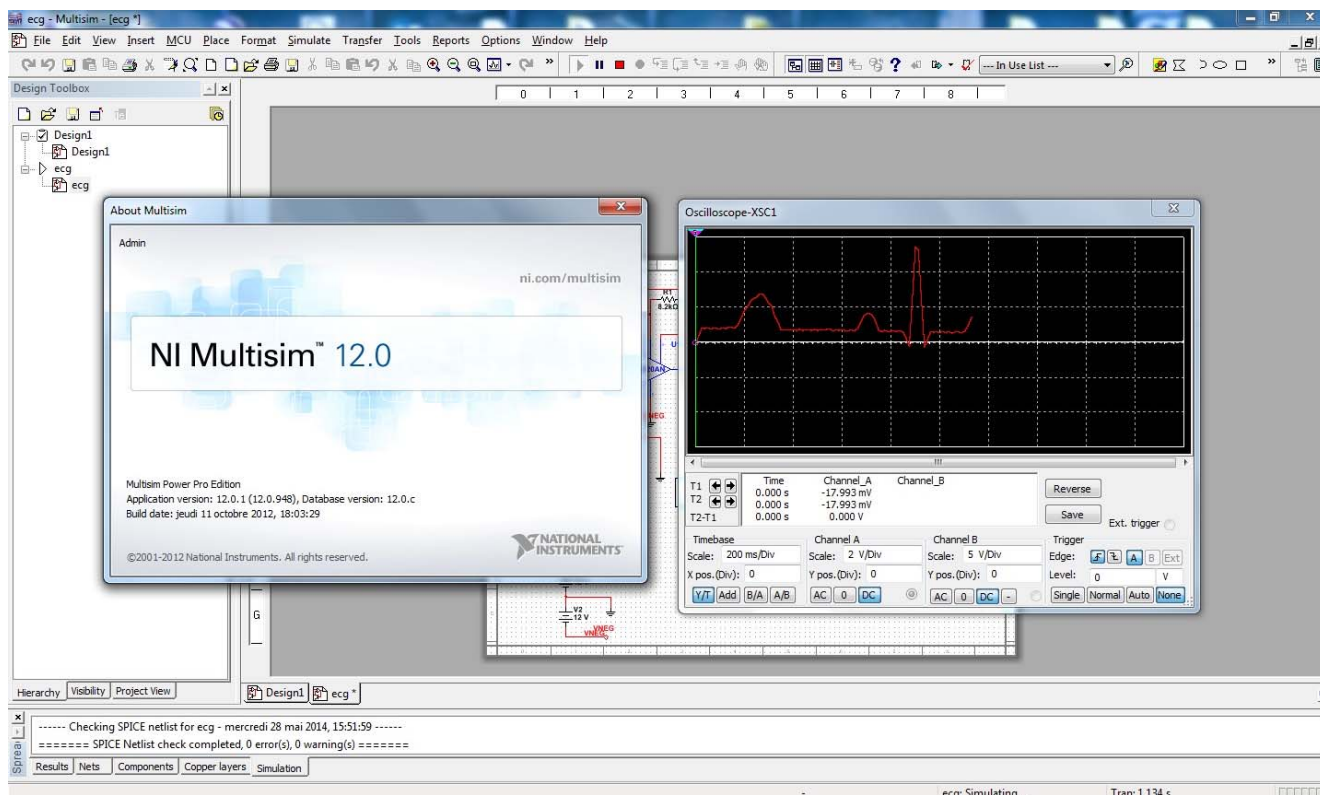 ecg - Multisim - [ecg *]
File Edit View Insert MCU Place Format Simulate Transfer Tools Reports Options Window Help
--- In Use List ---
Design Toolbox
0 1 2 3 4 5 6 7 8
Design1
Design1
ecg
ecg
About Multisim
Admin
ni.com/multisim
NI Multisim™ 12.0
Multisim Power Pro Edition
Application version: 12.0.1 (12.0.948), Database version: 12.0.c
Build date: jeudi 11 octobre 2012, 18:03:29
NATIONAL
INSTRUMENTS
©2001-2012 National Instruments. All rights reserved.
R1
8.2kΩ
V2
12 V
VNEG
G
Oscilloscope-XSC1
Time Channel_A Channel_B
T1 0.000 s -17.993 mV
T2 0.000 s -17.993 mV
T2-T1 0.000 s 0.000 V
Reverse
Save
Ext. trigger
Timebase Channel A Channel B Trigger
Scale: 200 ms/Div Scale: 2 V/Div Scale: 5 V/Div Edge: A B Ext
X pos.(Div): 0 Y pos.(Div): 0 Y pos.(Div): 0 Level: 0 V
Y/T Add B/A A/B AC 0 DC AC 0 DC - Single Normal Auto None
Hierarchy Visibility Project View
Design1 ecg *
------ Checking SPICE netlist for ecg - mercredi 28 mai 2014, 15:51:59 ------
======= SPICE Netlist check completed, 0 error(s), 0 warning(s) =======
Results Nets Components Copper layers Simulation
ecg: Simulating Tran: 1.134 s